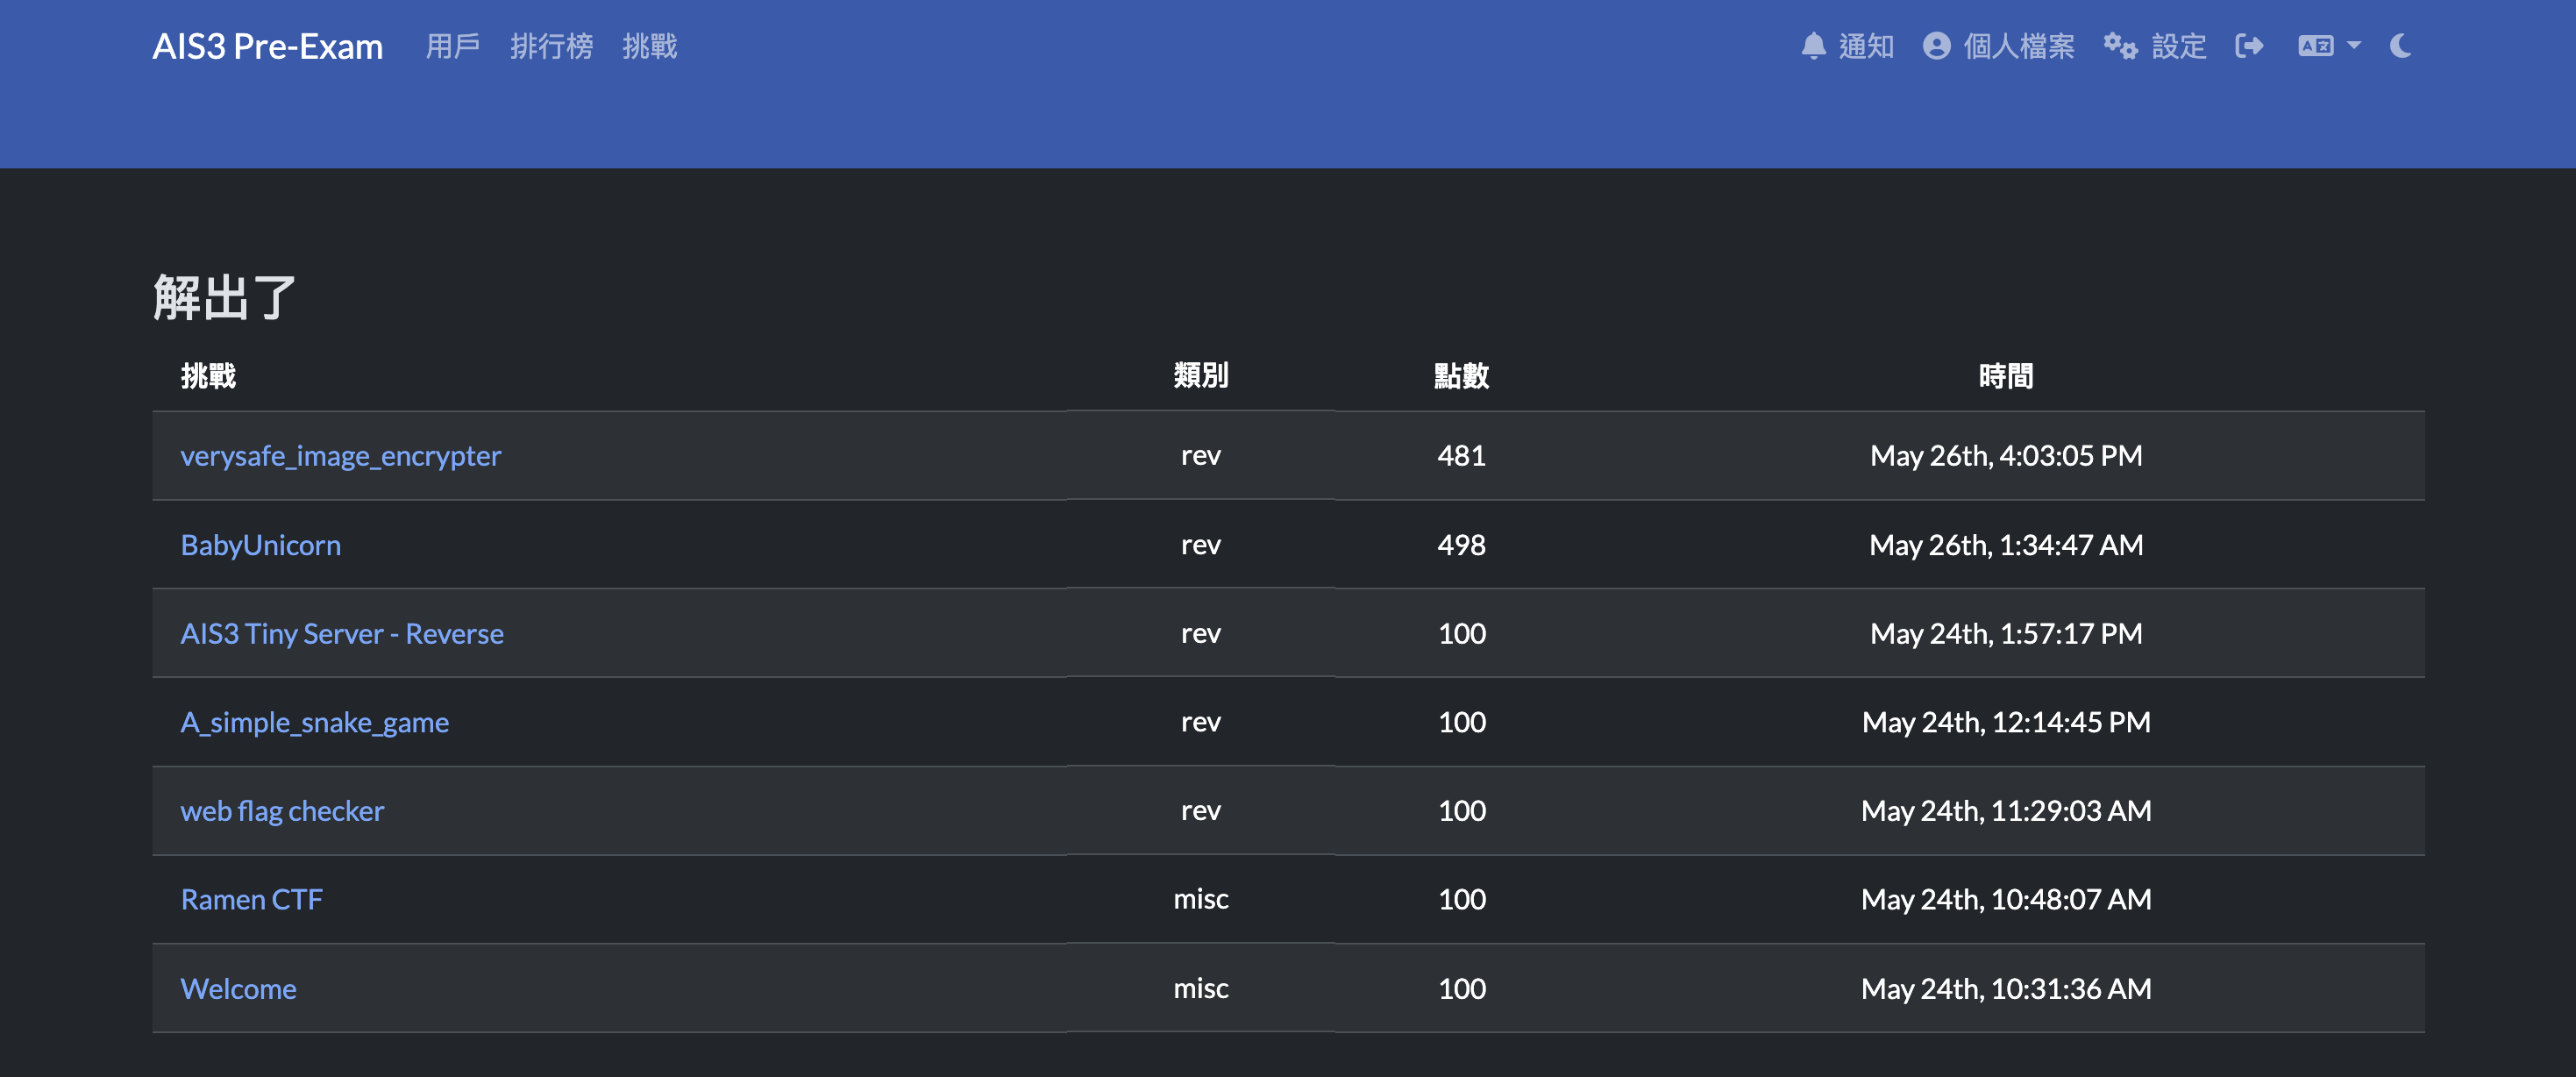 AIS3 Pre-Exam 用戶 排行榜 挑戰 通知 個人檔案 設定
解出了
挑戰 類別 點數 時間
verysafe_image_encrypter rev 481 May 26th, 4:03:05 PM
BabyUnicorn rev 498 May 26th, 1:34:47 AM
AIS3 Tiny Server - Reverse rev 100 May 24th, 1:57:17 PM
A_simple_snake_game rev 100 May 24th, 12:14:45 PM
web flag checker rev 100 May 24th, 11:29:03 AM
Ramen CTF misc 100 May 24th, 10:48:07 AM
Welcome misc 100 May 24th, 10:31:36 AM